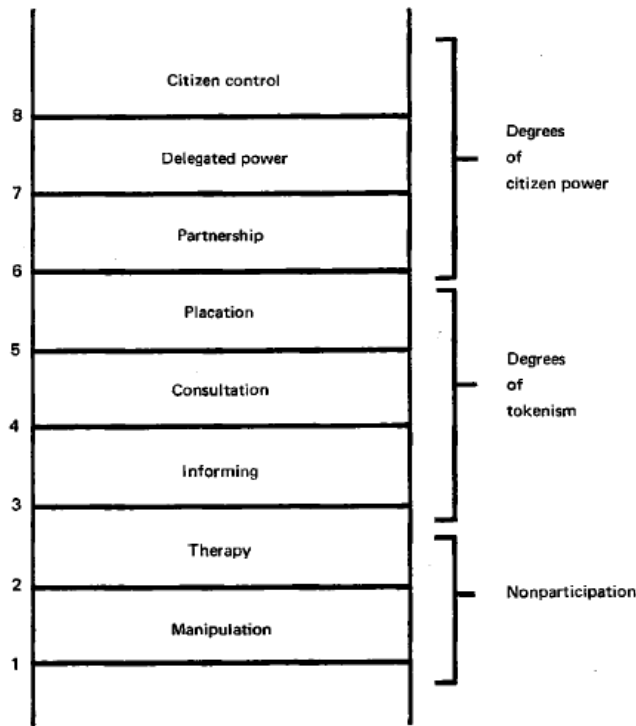 Citizen control
8
Delegated power
7
Partnership
6
Placation
5
Consultation
4
Informing
3
Therapy
2
Manipulation
1
Degrees
of
citizen power
Degrees
of
tokenism
Nonparticipation